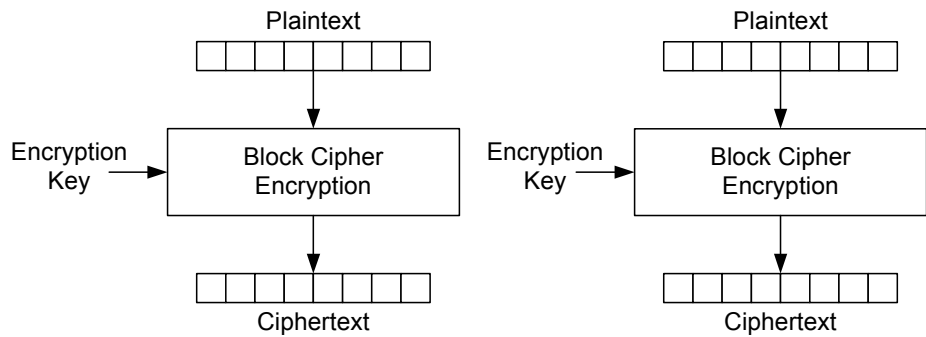 Plaintext
Encryption
Key
Block Cipher
Encryption
Ciphertext
Plaintext
Encryption
Key
Block Cipher
Encryption
Ciphertext